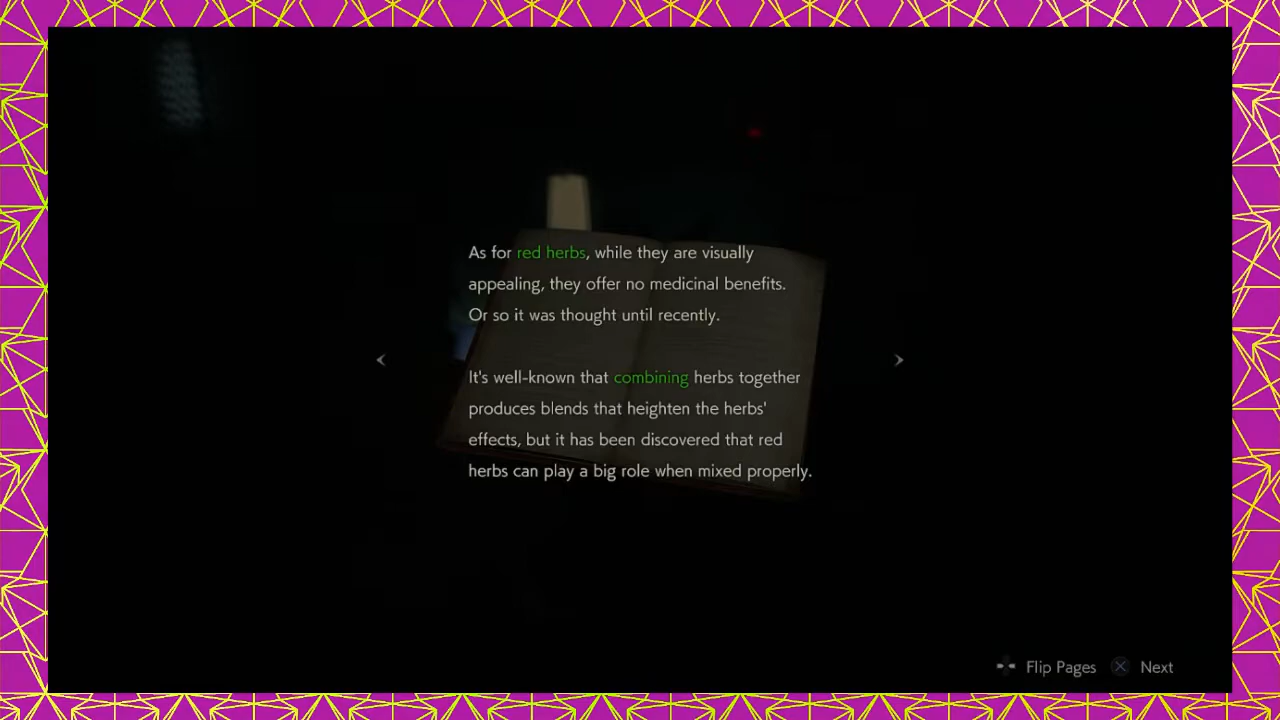 As for red herbs, while they are visually
appealing, they offer no medicinal benefits.
Or so it was thought until recently.
It's well-known that combining herbs together
produces blends that heighten the herbs'
effects, but it has been discovered that red
herbs can play a big role when mixed properly.
Flip Pages Next